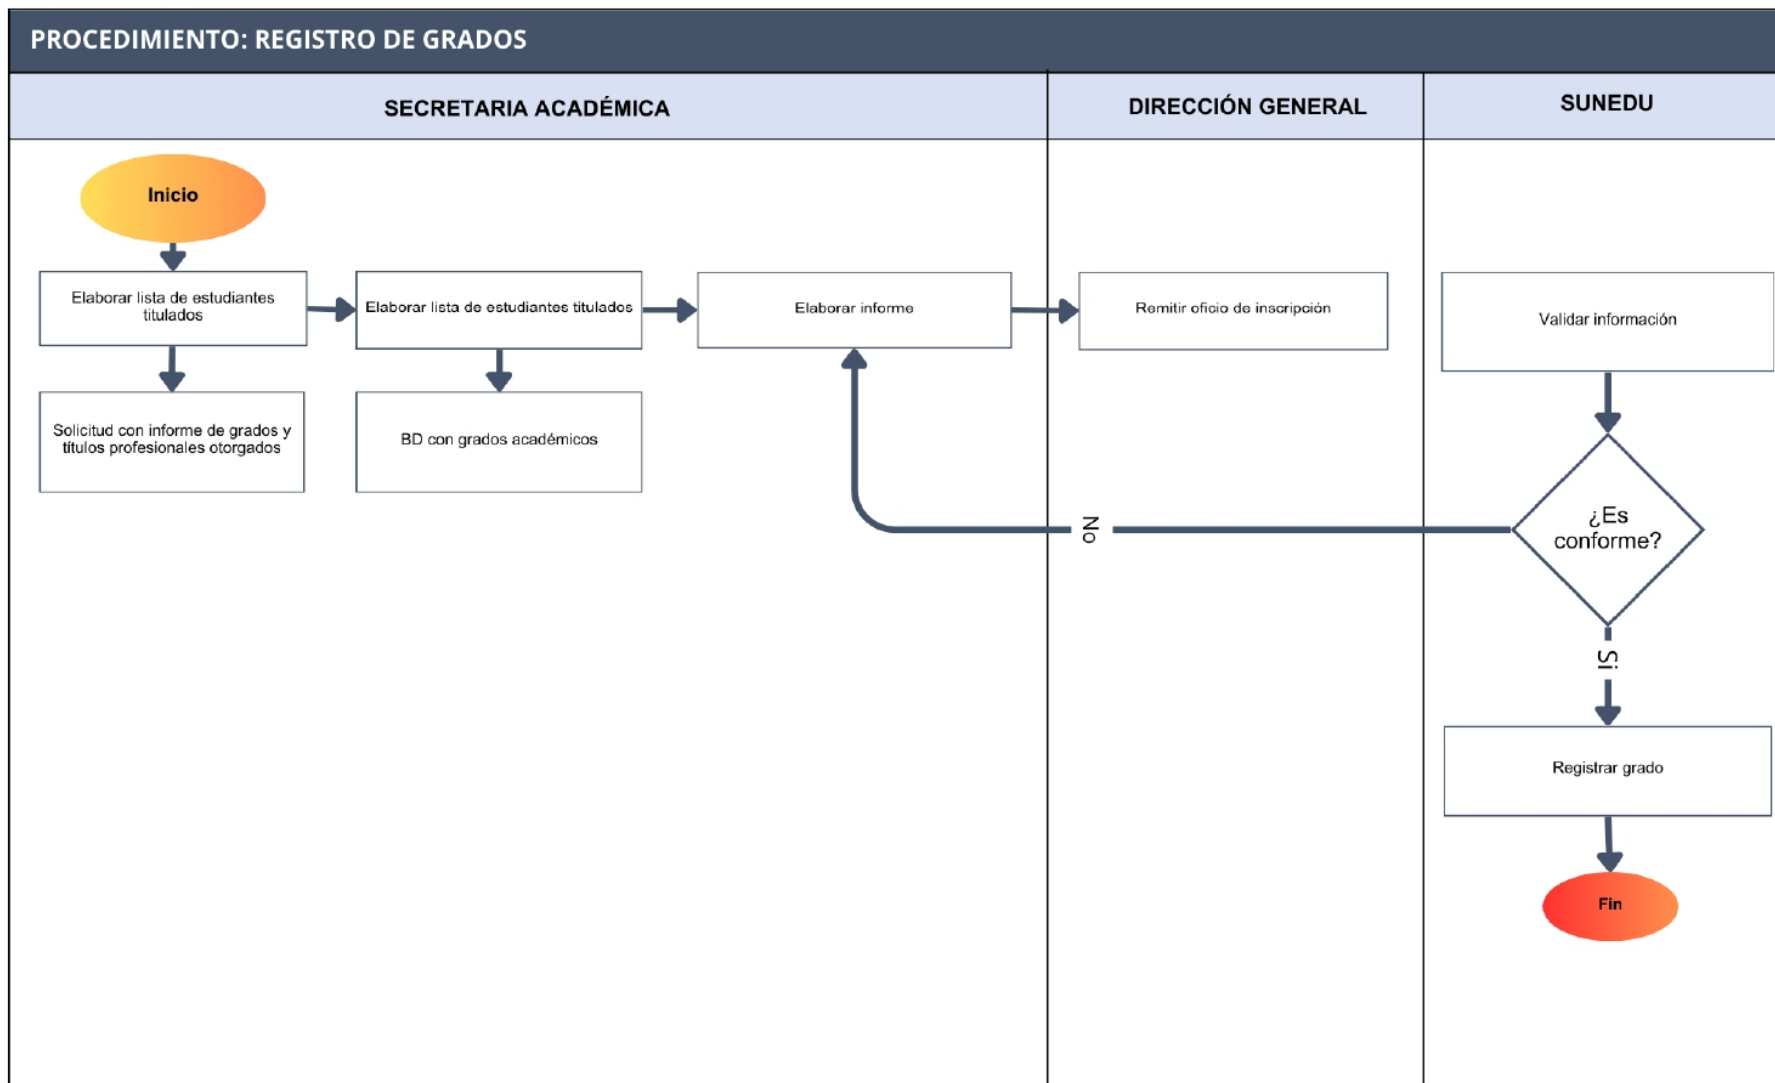 PROCEDIMIENTO: REGISTRO DE GRADOS
SECRETARIA ACADÉMICA
DIRECCIÓN GENERAL
SUNEDU
Inicio
Elaborar lista de estudiantes
titulados
Elaborar lista de estudiantes titulados
Elaborar informe
Remitir oficio de inscripción
Validar información
Solicitud con informe de grados y
títulos profesionales otorgados
BD con grados académicos
¿Es
conforme?
No
Si
Registrar grado
Fin